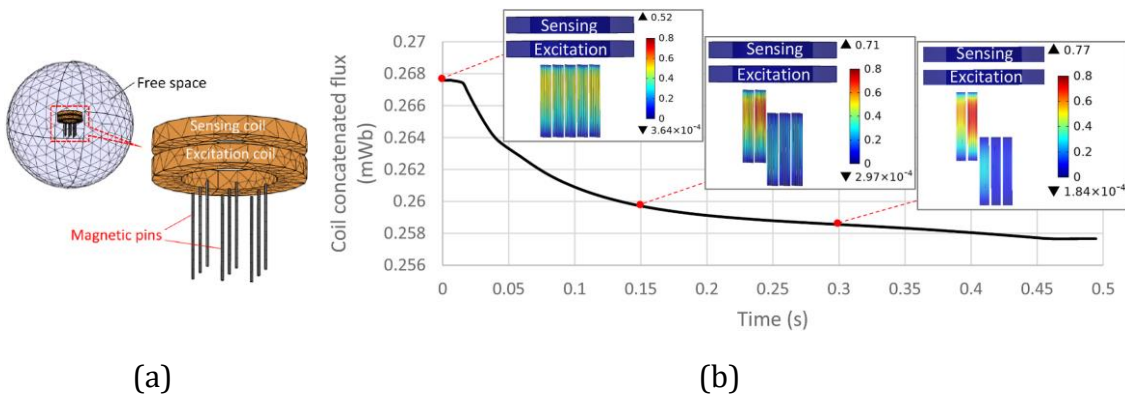 Free space
Sensing coil
Excitation coil
Magnetic pins
(a)
Coil concatenated flux
(mWb)
0.27
0.268
0.266
0.264
0.262
0.26
0.258
0.256
0
0.05
0.1
0.15
0.2
0.25
0.3
0.35
0.4
0.45
0.5
Time (s)
Sensing
Excitation
▲ 0.52
0.8
0.6
0.4
0.2
0
▼ 3.64×10⁻⁴
Sensing
Excitation
▲ 0.71
0.8
0.6
0.4
0.2
0
▼ 2.97×10⁻⁴
Sensing
Excitation
▲ 0.77
0.8
0.6
0.4
0.2
0
▼ 1.84×10⁻⁴
(b)